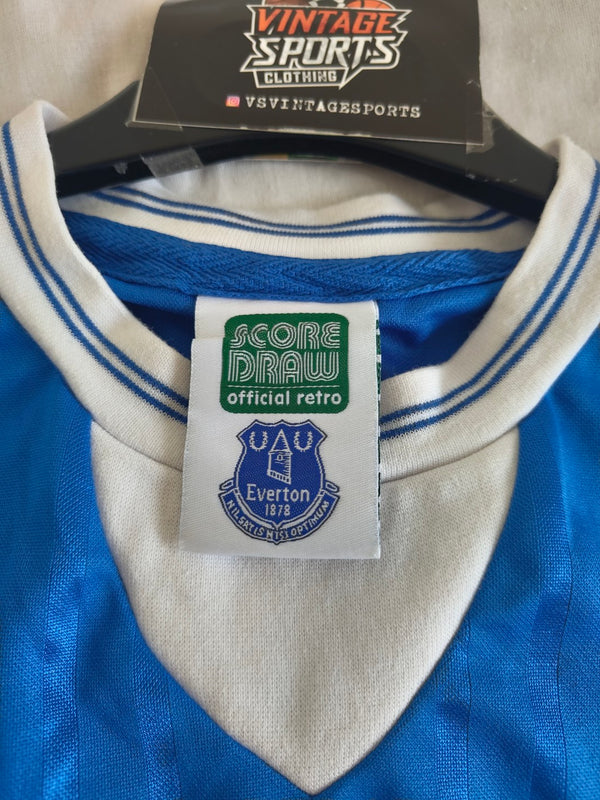 VINTAGE
SPORTS
CLOTHING
VSVINTAGESPORTS
SCORE
DRAW
official retro
Everton
1878
NIL SATIS NISI OPTIMUM